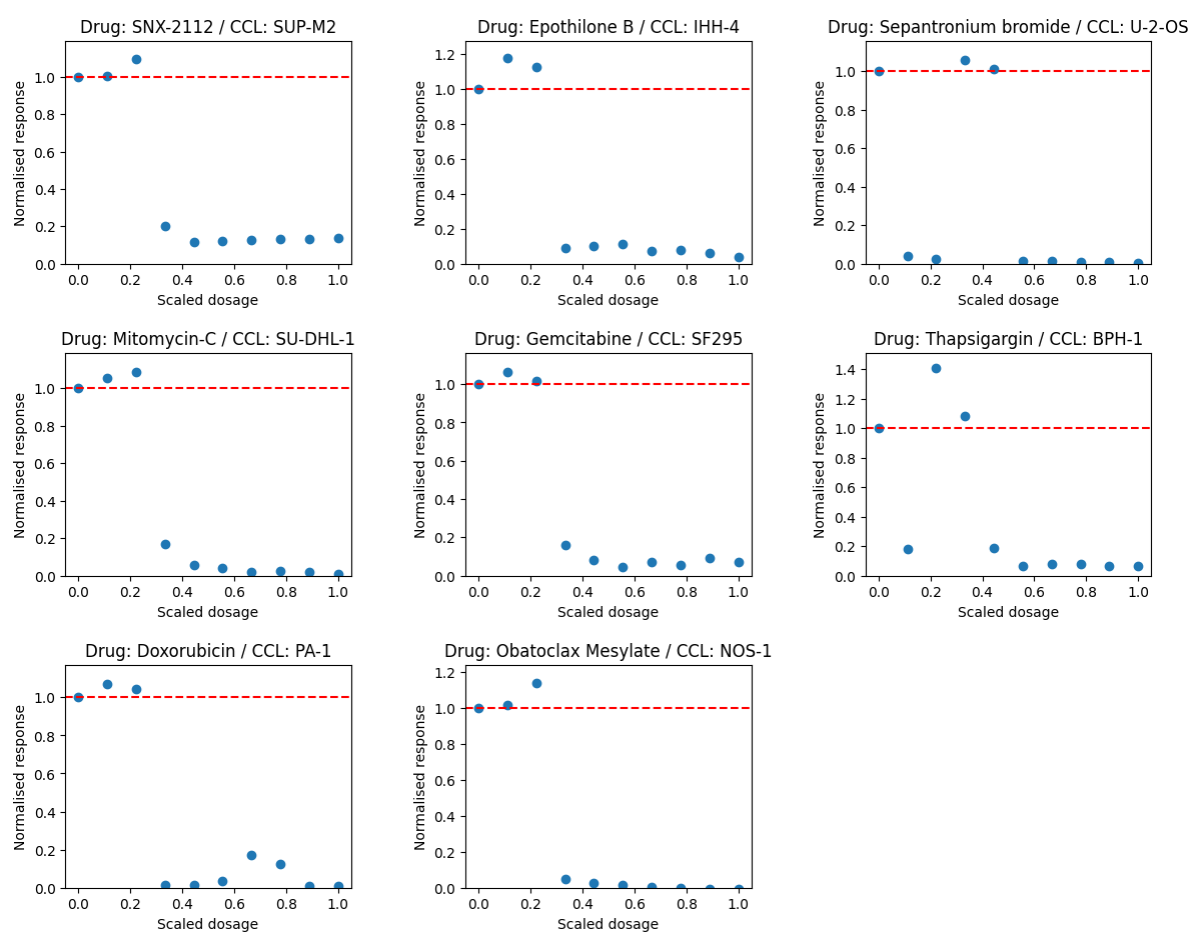 Drug: SNX-2112 / CCL: SUP-M2
Normalised response
1.0
0.8
0.6
0.4
0.2
0.0
0.0 0.2 0.4 0.6 0.8 1.0
Scaled dosage
Drug: Epothilone B / CCL: IHH-4
Normalised response
1.2
1.0
0.8
0.6
0.4
0.2
0.0
0.0 0.2 0.4 0.6 0.8 1.0
Scaled dosage
Drug: Sepantronium bromide / CCL: U-2-OS
Normalised response
1.0
0.8
0.6
0.4
0.2
0.0
0.0 0.2 0.4 0.6 0.8 1.0
Scaled dosage
Drug: Mitomycin-C / CCL: SU-DHL-1
Normalised response
1.0
0.8
0.6
0.4
0.2
0.0
0.0 0.2 0.4 0.6 0.8 1.0
Scaled dosage
Drug: Gemcitabine / CCL: SF295
Normalised response
1.0
0.8
0.6
0.4
0.2
0.0
0.0 0.2 0.4 0.6 0.8 1.0
Scaled dosage
Drug: Thapsigargin / CCL: BPH-1
Normalised response
1.4
1.2
1.0
0.8
0.6
0.4
0.2
0.0
0.0 0.2 0.4 0.6 0.8 1.0
Scaled dosage
Drug: Doxorubicin / CCL: PA-1
Normalised response
1.0
0.8
0.6
0.4
0.2
0.0
0.0 0.2 0.4 0.6 0.8 1.0
Scaled dosage
Drug: Obatoclax Mesylate / CCL: NOS-1
Normalised response
1.2
1.0
0.8
0.6
0.4
0.2
0.0
0.0 0.2 0.4 0.6 0.8 1.0
Scaled dosage